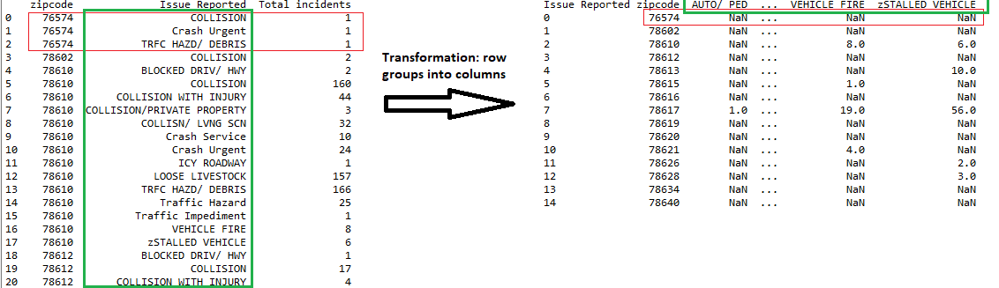 zipcode Issue Reported Total incidents
0 76574 COLLISION 1
1 76574 Crash Urgent 1
2 76574 TRFC HAZD/ DEBRIS 1
3 78602 COLLISION 2
4 78610 BLOCKED DRIV/ HWY 2
5 78610 COLLISION 160
6 78610 COLLISION WITH INJURY 44
7 78610 COLLISION/PRIVATE PROPERTY 3
8 78610 COLLISN/ LVNG SCN 32
9 78610 Crash Service 10
10 78610 Crash Urgent 24
11 78610 ICY ROADWAY 1
12 78610 LOOSE LIVESTOCK 157
13 78610 TRFC HAZD/ DEBRIS 166
14 78610 Traffic Hazard 25
15 78610 Traffic Impediment 1
16 78610 VEHICLE FIRE 8
17 78610 zSTALLED VEHICLE 6
18 78612 BLOCKED DRIV/ HWY 1
19 78612 COLLISION 17
20 78612 COLLISION WITH INJURY 4
Transformation: row
groups into columns
Issue Reported zipcode AUTO/ PED ... VEHICLE FIRE zSTALLED VEHICLE
0 76574 NaN ... NaN NaN
1 78602 NaN ... NaN NaN
2 78610 NaN ... 8.0 6.0
3 78612 NaN ... NaN NaN
4 78613 NaN ... NaN 10.0
5 78615 NaN ... 1.0 NaN
6 78616 NaN ... NaN NaN
7 78617 1.0 ... 19.0 56.0
8 78619 NaN ... NaN NaN
9 78620 NaN ... NaN NaN
10 78621 NaN ... 4.0 NaN
11 78626 NaN ... NaN 2.0
12 78628 NaN ... NaN 3.0
13 78634 NaN ... NaN NaN
14 78640 NaN ... NaN NaN